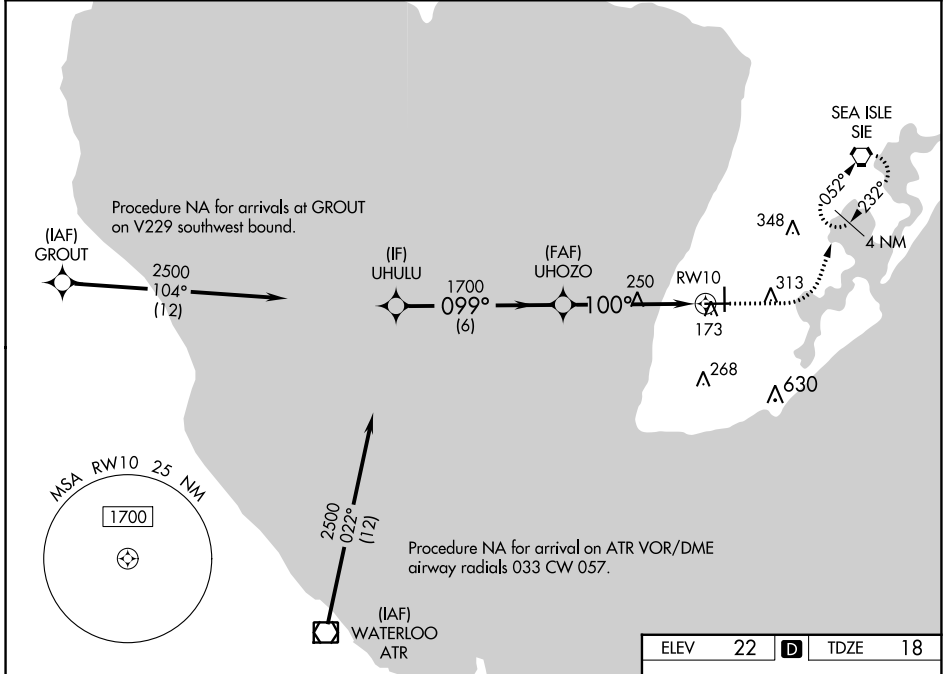 SEA ISLE
SIE
052°
232°
4 NM
Procedure NA for arrivals at GROUT
on V229 southwest bound.
348
(IAF)
GROUT
2500
104°
(12)
(IF)
UHULU
1700
099°
(6)
(FAF)
UHOZO
100°
250
RW10
313
173
268
630
MSA RW10 25 NM
1700
2500
022°
(12)
Procedure NA for arrival on ATR VOR/DME
airway radials 033 CW 057.
(IAF)
WATERLOO
ATR
ELEV 22 D TDZE 18